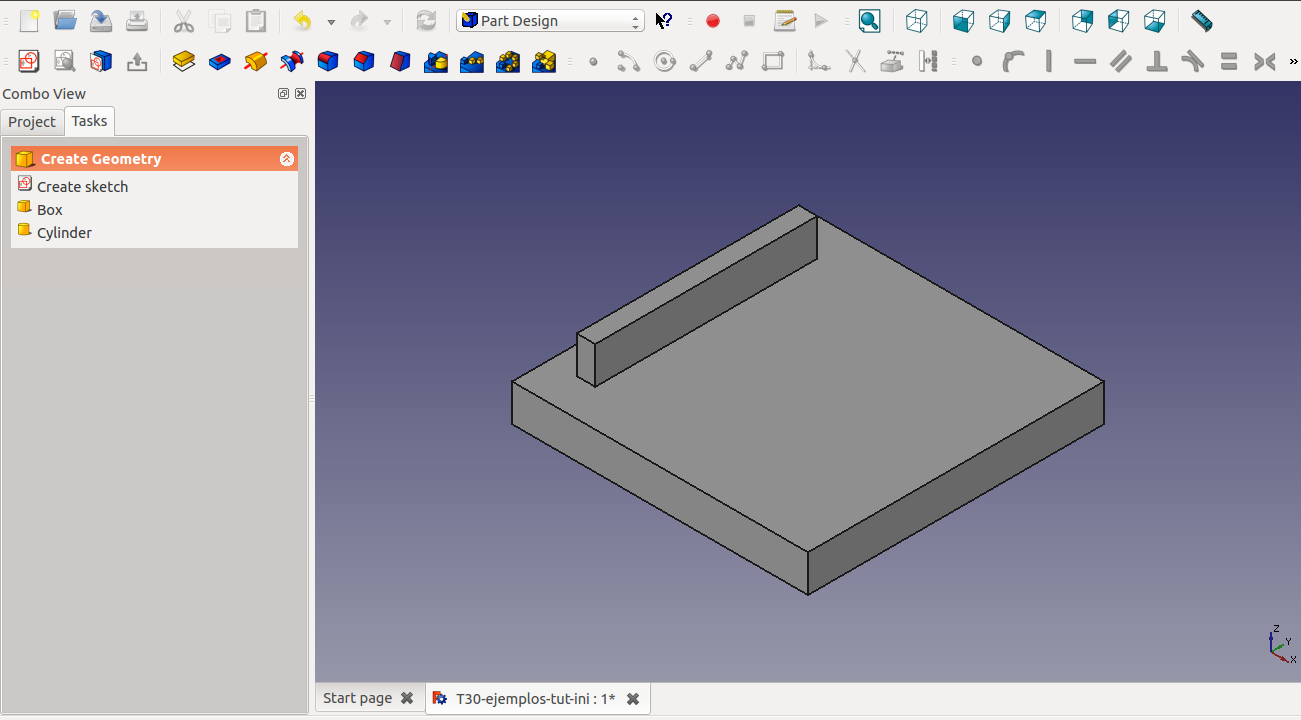 Part Design
Combo View
Project
Tasks
Create Geometry
Create sketch
Box
Cylinder
Z
Y
X
Start page
T30-ejemplos-tut-ini : 1*